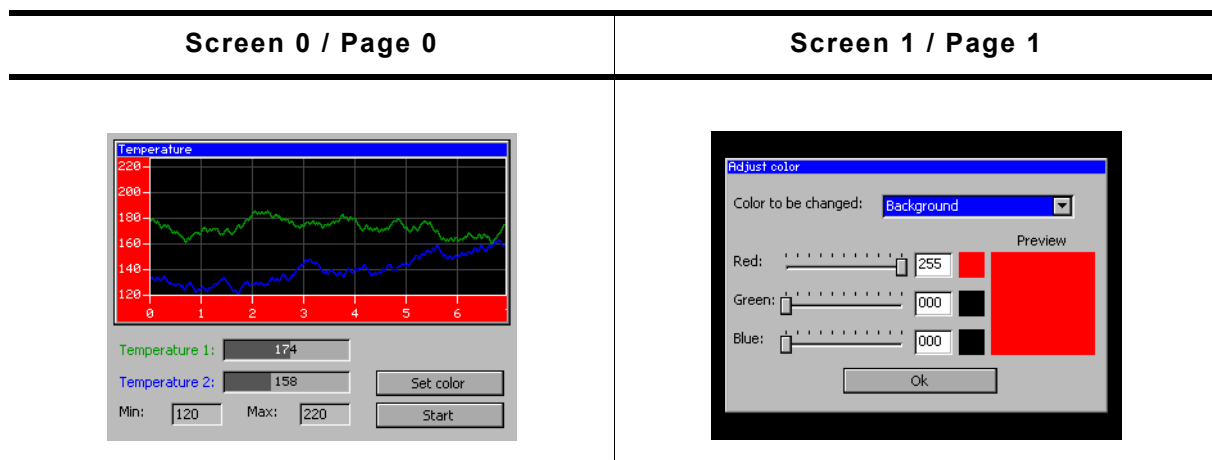 Screen 0 / Page 0
Screen 1 / Page 1
Temperature
220
200
180
160
140
120
0 1 2 3 4 5 6
Temperature 1: 174
Temperature 2: 158
Set color
Min: 120 Max: 220
Start
Adjust color
Color to be changed: Background
Preview
Red: 255
Green: 000
Blue: 000
Ok